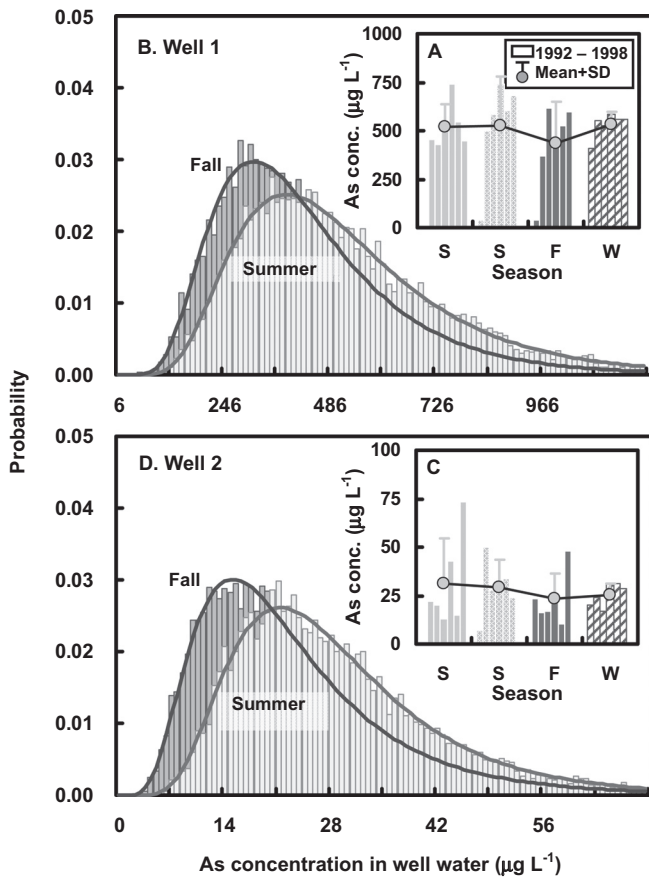 B. Well 1
0.05
0.04
0.03
0.02
0.01
0.00
Fall
Summer
6
246
486
726
966
A
1992 – 1998
Mean+SD
As conc. (µg L-1)
1000
750
500
250
0
S
S
F
W
Season
Probability
D. Well 2
0.05
0.04
0.03
0.02
0.01
0.00
Fall
Summer
0
14
28
42
56
C
As conc. (µg L-1)
100
75
50
25
0
S
S
F
W
Season
As concentration in well water (µg L-1)